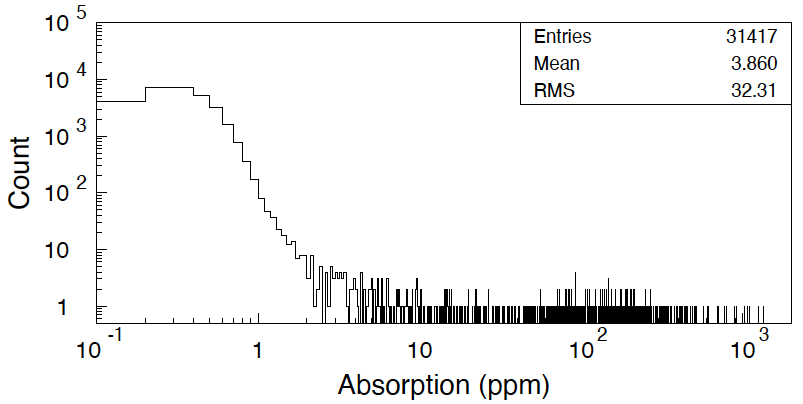 10^5
10^4
10^3
10^2
10
1
Count
Entries 31417
Mean 3.860
RMS 32.31
10^-1 1 10 10^2 10^3
Absorption (ppm)